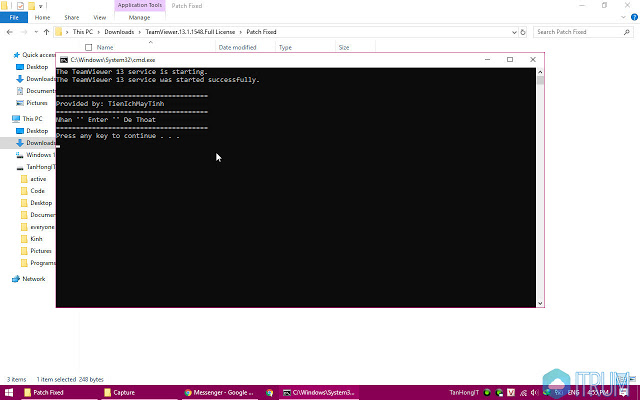 Application Tools
Patch Fixed
File
Home
Share
View
Manage
This PC > Downloads > TeamViewer.13.1.1548.Full License > Patch Fixed
Search Patch Fixed
Name
Date modified
Type
Size
Quick access
Desktop
Downloads
Documents
Pictures
This PC
Desktop
Downloads
Windows 1
TanHongIT
active
Code
Desktop
Documen
everyone
Kinh
Pictures
Programs
Network
C:\Windows\System32\cmd.exe
The TeamViewer 13 service is starting.
The TeamViewer 13 service was started successfully.
======================================
Provided by: TienIchMayTinh
======================================
Nhan '' Enter '' De Thoat
======================================
Press any key to continue . . .
3 items
1 item selected 248 bytes
Patch Fixed
Capture
Messenger - Google ...
C:\Windows\System3...
TanHongIT
ENG
4:55 PM
ITRUM